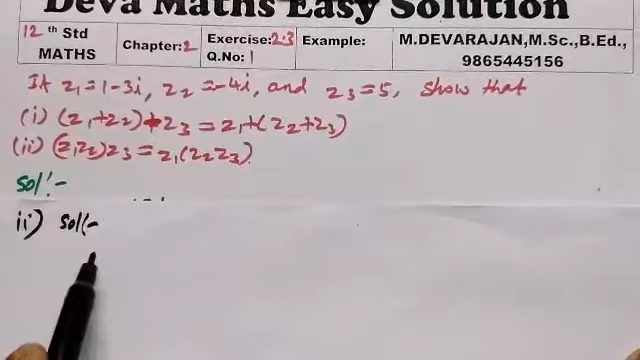 Deva Maths Easy Solution
12 th Std MATHS
Chapter:2
Exercise:2.3
Q.No: 1
Example:
M.DEVARAJAN,M.Sc.,B.Ed.,
9865445156
If z₁=1-3i, z₂=-4i, and z₃=5, show that
(i) (z₁+z₂)+z₃=z₁+(z₂+z₃)
(ii) (z₁z₂)z₃=z₁(z₂z₃).
Sol:-
ii) Sol:-